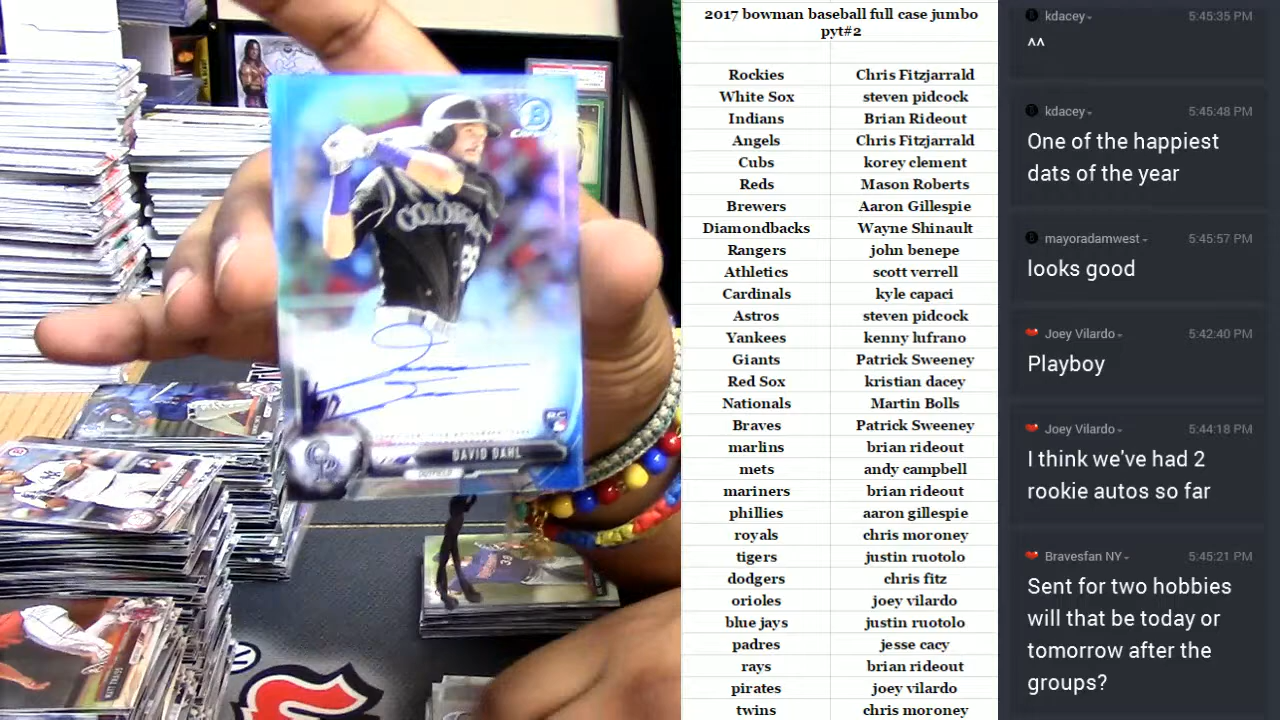 COLORA
DAVID DAHL
OUTFIELD
RC
2017 bowman baseball full case jumbo
pyt#2
Rockies Chris Fitzjarrald
White Sox steven pidcock
Indians Brian Rideout
Angels Chris Fitzjarrald
Cubs korey clement
Reds Mason Roberts
Brewers Aaron Gillespie
Diamondbacks Wayne Shinault
Rangers john benepe
Athletics scott verrell
Cardinals kyle capaci
Astros steven pidcock
Yankees kenny lufrano
Giants Patrick Sweeney
Red Sox kristian dacey
Nationals Martin Bolls
Braves Patrick Sweeney
marlins brian rideout
mets andy campbell
mariners brian rideout
phillies aaron gillespie
royals chris moroney
tigers justin ruotolo
dodgers chris fitz
orioles joey vilardo
blue jays justin ruotolo
padres jesse cacy
rays brian rideout
pirates joey vilardo
twins chris moroney
kdacey 5:45:35 PM
^^
kdacey 5:45:48 PM
One of the happiest
dats of the year
mayoradamwest 5:45:57 PM
looks good
Joey Vilardo 5:42:40 PM
Playboy
Joey Vilardo 5:44:18 PM
I think we've had 2
rookie autos so far
Bravesfan NY 5:45:21 PM
Sent for two hobbies
will that be today or
tomorrow after the
groups?